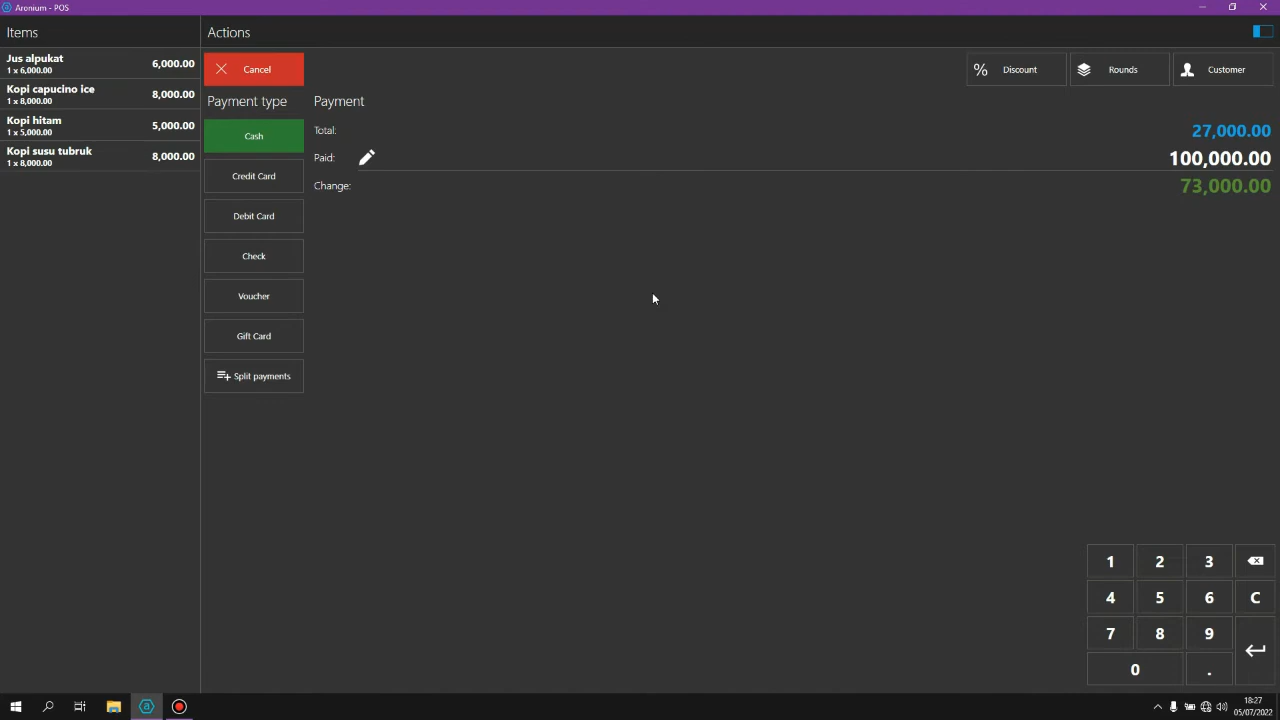 Aronium - POS
Items
Actions
Jus alpukat
1 x 6,000.00
6,000.00
Kopi capucino ice
1 x 8,000.00
8,000.00
Kopi hitam
1 x 5,000.00
5,000.00
Kopi susu tubruk
1 x 8,000.00
8,000.00
Cancel
% Discount
Rounds
Customer
Payment type
Cash
Credit Card
Debit Card
Check
Voucher
Gift Card
Split payments
Payment
Total: 27,000.00
Paid: 100,000.00
Change: 73,000.00
1 2 3
4 5 6 C
7 8 9
0 .
18:27
05/07/2022